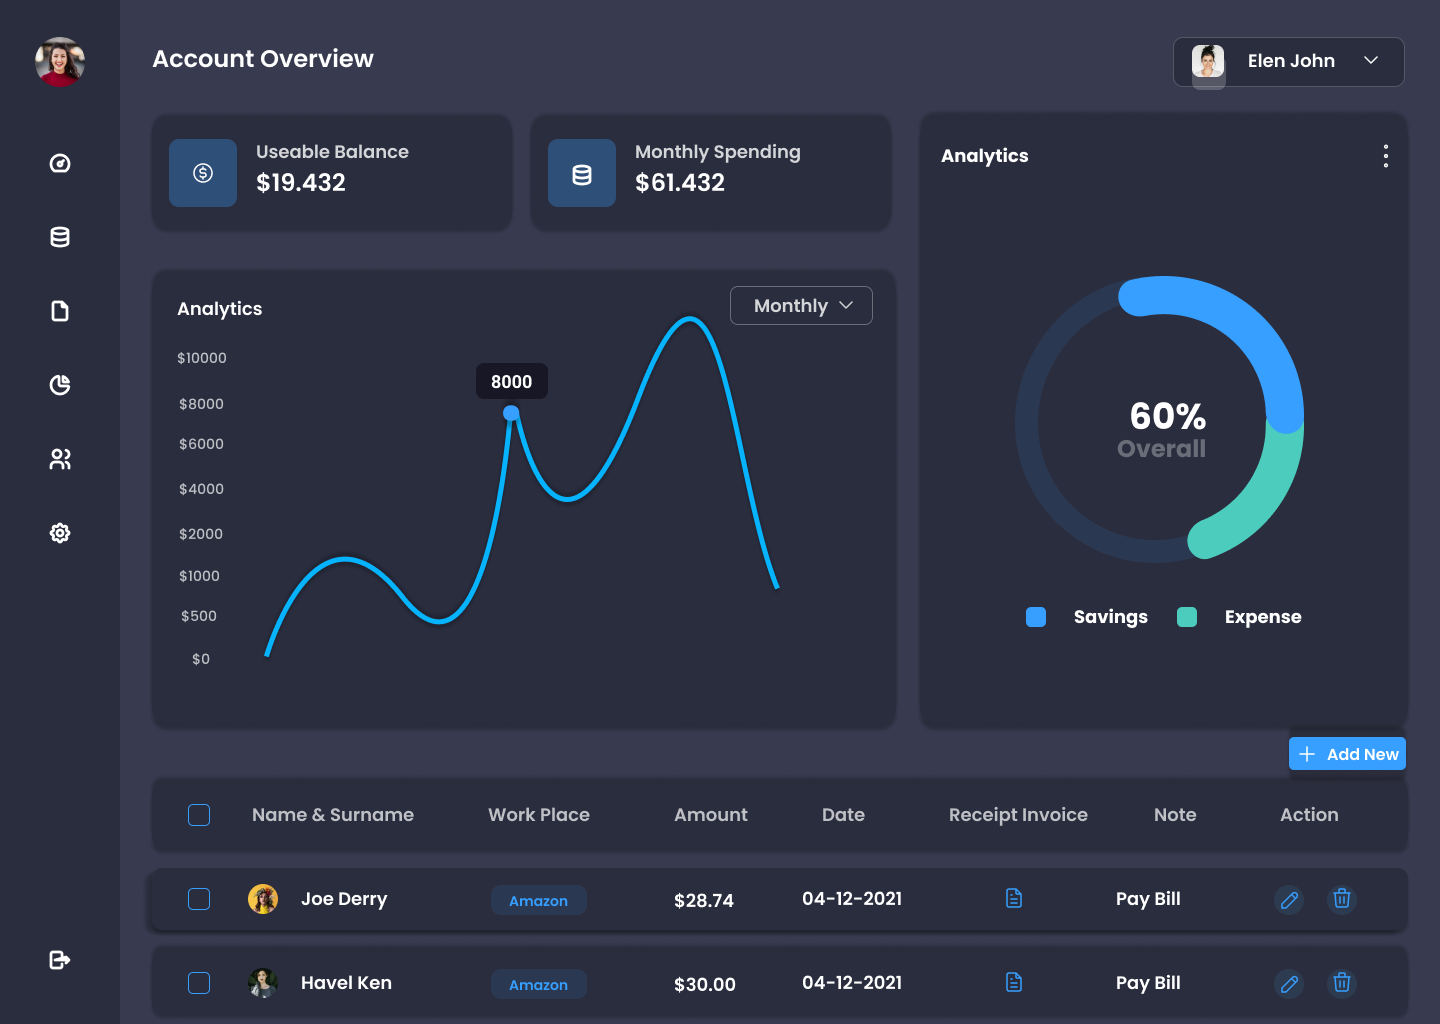 Account Overview
Elen John
Useable Balance
$19.432
Monthly Spending
$61.432
Analytics
Monthly
$10000
$8000
$6000
$4000
$2000
$1000
$500
$0
8000
Analytics
60%
Overall
Savings
Expense
Add New
Name & Surname Work Place Amount Date Receipt Invoice Note Action
Joe Derry Amazon $28.74 04-12-2021 Pay Bill
Havel Ken Amazon $30.00 04-12-2021 Pay Bill